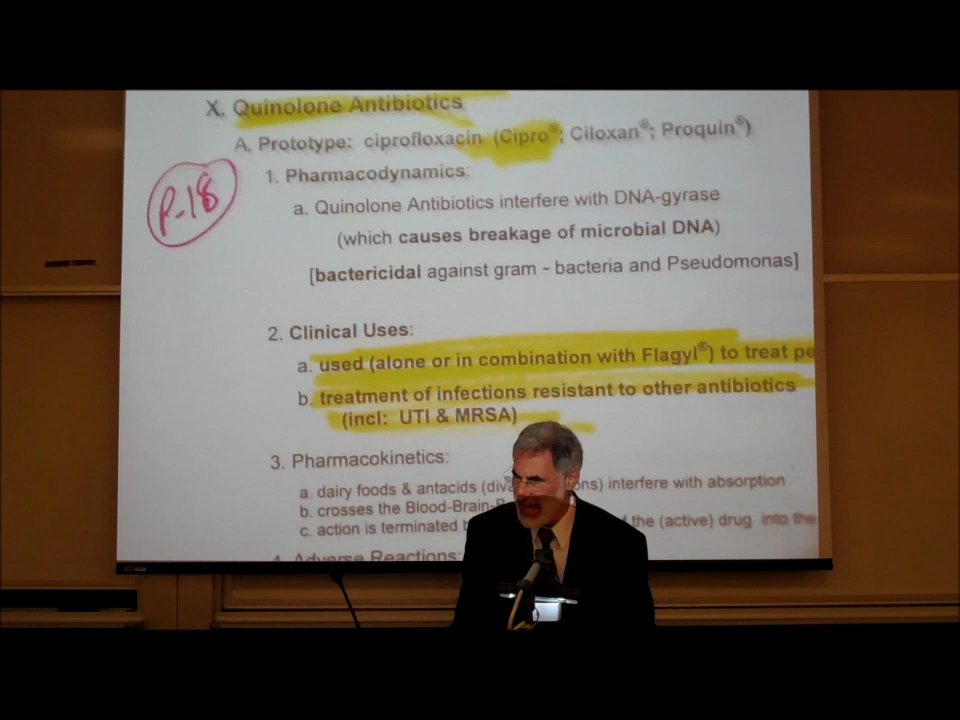 X. Quinolone Antibiotics
A. Prototype: ciprofloxacin (Cipro®; Ciloxan®; Proquin®)
P-18
1. Pharmacodynamics:
a. Quinolone Antibiotics interfere with DNA-gyrase
(which causes breakage of microbial DNA)
[bactericidal against gram - bacteria and Pseudomonas]
2. Clinical Uses:
a. used (alone or in combination with Flagyl®) to treat
b. treatment of infections resistant to other antibiotics
(incl: UTI & MRSA)
3. Pharmacokinetics:
a. dairy foods & antacids interfere with absorption
b. crosses the Blood-Brain-
c. action is terminated the (active) drug into the
4. Adverse Reactions: